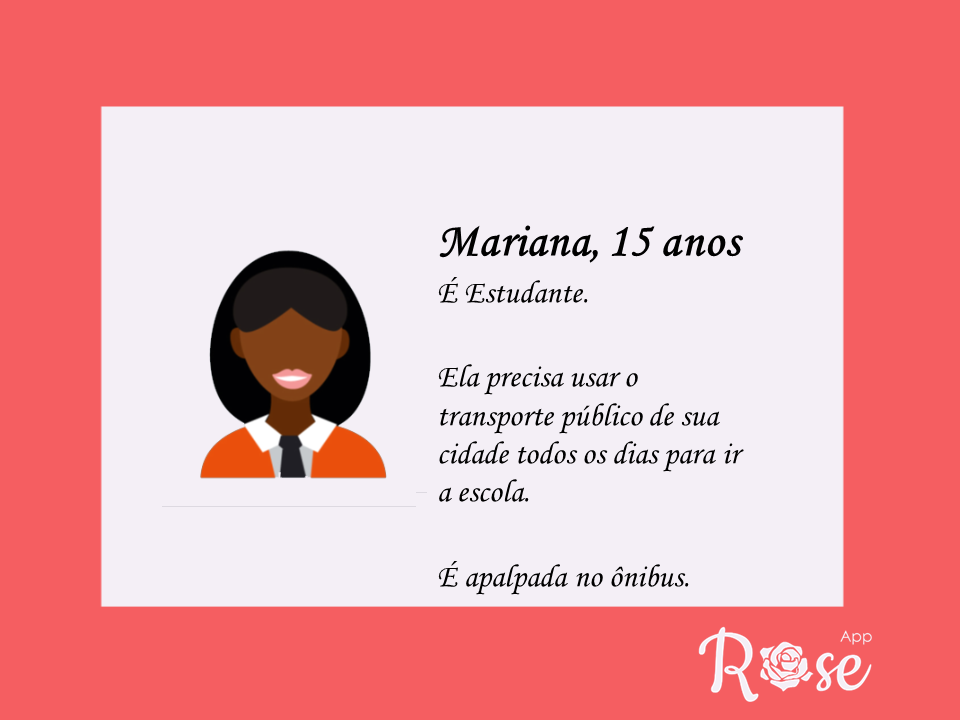 Mariana, 15 anos
É Estudante.
Ela precisa usar o
transporte público de sua
cidade todos os dias para ir
a escola.
É apalpada no ônibus.
App
Rose